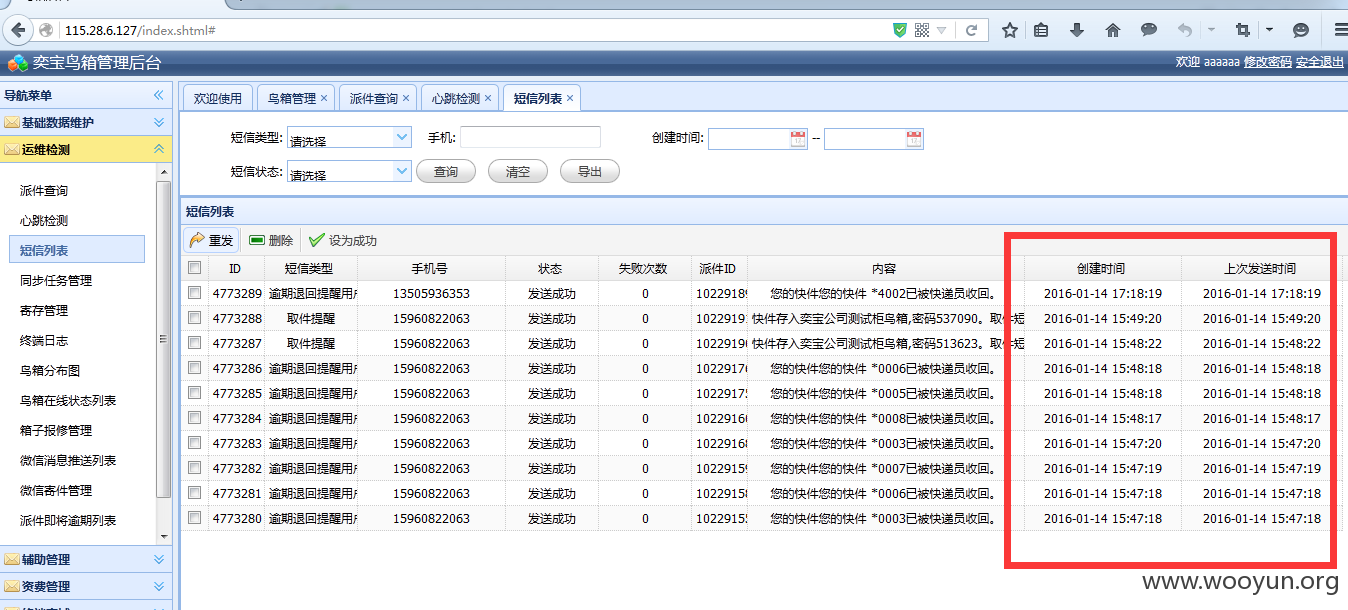 115.28.6.127/index.shtml#
奕宝鸟箱管理后台 欢迎 aaaaaa 修改密码 安全退出
导航菜单
基础数据维护
运维检测
派件查询
心跳检测
短信列表
同步任务管理
寄存管理
终端日志
鸟箱分布图
鸟箱在线状态列表
箱子报修管理
微信消息推送列表
微信寄件管理
派件即将逾期列表
辅助管理
资费管理
欢迎使用 鸟箱管理 派件查询 心跳检测 短信列表
短信类型: 请选择 手机: 创建时间: --
短信状态: 请选择 查询 清空 导出
短信列表
重发 删除 设为成功
ID 短信类型 手机号 状态 失败次数 派件ID 内容 创建时间 上次发送时间
4773289 逾期退回提醒用 13505936353 发送成功 0 1022918 您的快件您的快件 *4002已被快递员收回。 2016-01-14 17:18:19 2016-01-14 17:18:19
4773288 取件提醒 15960822063 发送成功 0 1022919 快件存入奕宝公司测试柜鸟箱,密码537090。取件短 2016-01-14 15:49:20 2016-01-14 15:49:20
4773287 取件提醒 15960822063 发送成功 0 1022919 快件存入奕宝公司测试柜鸟箱,密码513623。取件短 2016-01-14 15:48:22 2016-01-14 15:48:22
4773286 逾期退回提醒用 15960822063 发送成功 0 1022917 您的快件您的快件 *0006已被快递员收回。 2016-01-14 15:48:18 2016-01-14 15:48:18
4773285 逾期退回提醒用 15960822063 发送成功 0 1022917 您的快件您的快件 *0005已被快递员收回。 2016-01-14 15:48:18 2016-01-14 15:48:18
4773284 逾期退回提醒用 15960822063 发送成功 0 1022916 您的快件您的快件 *0008已被快递员收回。 2016-01-14 15:48:17 2016-01-14 15:48:17
4773283 逾期退回提醒用 15960822063 发送成功 0 1022916 您的快件您的快件 *0003已被快递员收回。 2016-01-14 15:47:20 2016-01-14 15:47:20
4773282 逾期退回提醒用 15960822063 发送成功 0 1022915 您的快件您的快件 *0007已被快递员收回。 2016-01-14 15:47:19 2016-01-14 15:47:19
4773281 逾期退回提醒用 15960822063 发送成功 0 1022915 您的快件您的快件 *0006已被快递员收回。 2016-01-14 15:47:18 2016-01-14 15:47:18
4773280 逾期退回提醒用 15960822063 发送成功 0 1022915 您的快件您的快件 *0003已被快递员收回。 2016-01-14 15:47:18 2016-01-14 15:47:18
www.wooyun.org